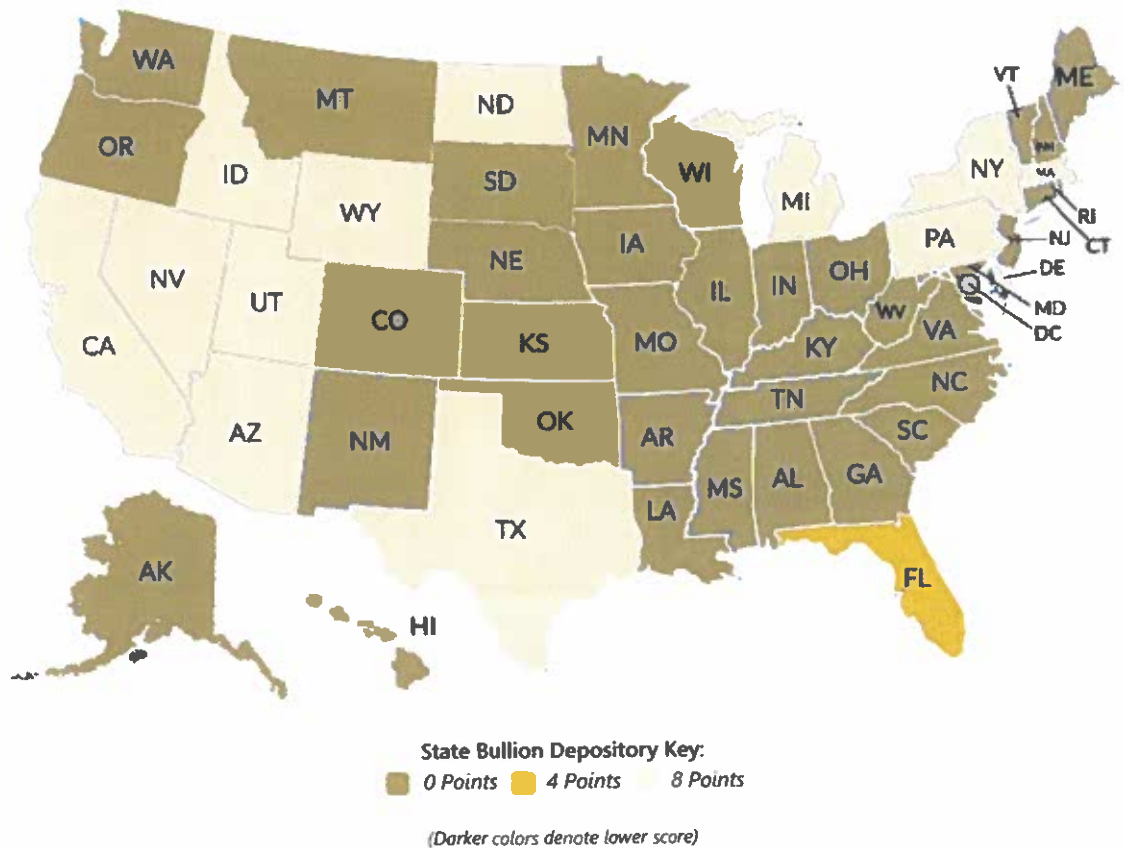 WA
MT
ND
MN
VT
ME
OR
ID
SD
WI
NH
MA
NY
WY
MI
RI
CT
NJ
PA
DE
MD
DC
NV
UT
NE
IA
IL
IN
OH
WV
VA
CA
CO
KS
MO
KY
NC
TN
AZ
NM
OK
AR
SC
MS
AL
GA
LA
TX
FL
AK
HI
State Bullion Depository Key:
0 Points 4 Points 8 Points
(Darker colors denote lower score)